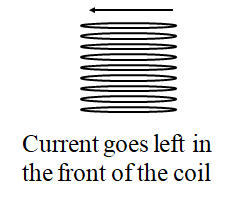 Current goes left in
the front of the coil